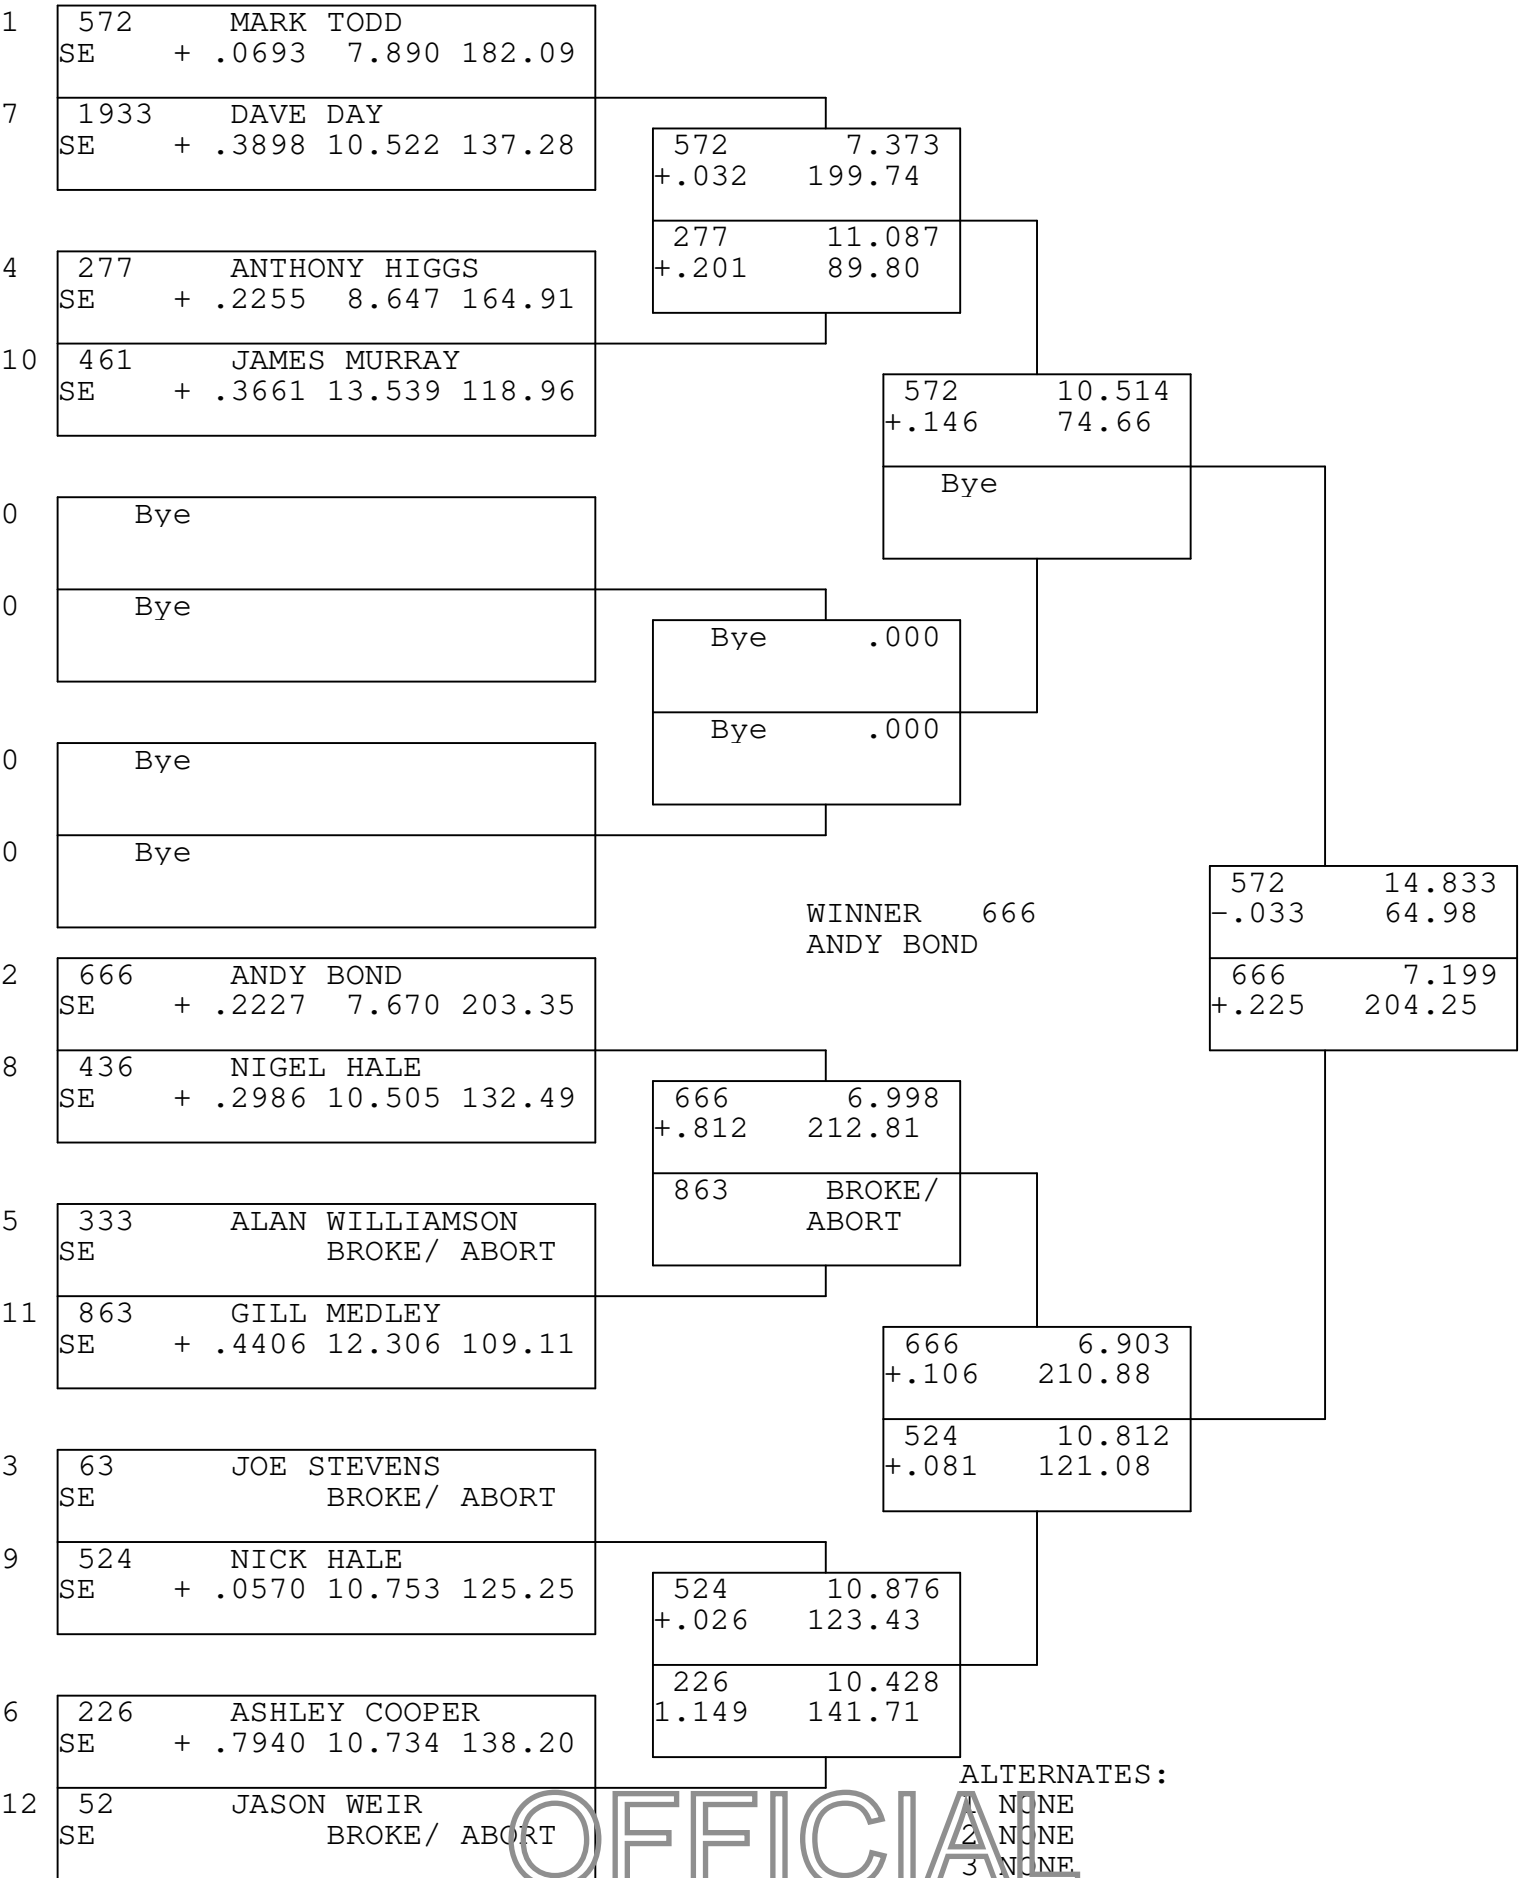 1 572 MARK TODD
SE + .0693 7.890 182.09
7 1933 DAVE DAY
SE + .3898 10.522 137.28
4 277 ANTHONY HIGGS
SE + .2255 8.647 164.91
10 461 JAMES MURRAY
SE + .3661 13.539 118.96
0 Bye
0 Bye
0 Bye
0 Bye
2 666 ANDY BOND
SE + .2227 7.670 203.35
8 436 NIGEL HALE
SE + .2986 10.505 132.49
5 333 ALAN WILLIAMSON
SE BROKE/ ABORT
11 863 GILL MEDLEY
SE + .4406 12.306 109.11
3 63 JOE STEVENS
SE BROKE/ ABORT
9 524 NICK HALE
SE + .0570 10.753 125.25
6 226 ASHLEY COOPER
SE + .7940 10.734 138.20
12 52 JASON WEIR
SE BROKE/ ABORT
572 7.373
+.032 199.74
277 11.087
+.201 89.80
Bye .000
Bye .000
666 6.998
+.812 212.81
863 BROKE/
ABORT
524 10.876
+.026 123.43
226 10.428
1.149 141.71
572 10.514
+.146 74.66
Bye
666 6.903
+.106 210.88
524 10.812
+.081 121.08
572 14.833
-.033 64.98
666 7.199
+.225 204.25
WINNER 666
ANDY BOND
ALTERNATES:
1 NONE
2 NONE
3 NONE
OFFICIAL